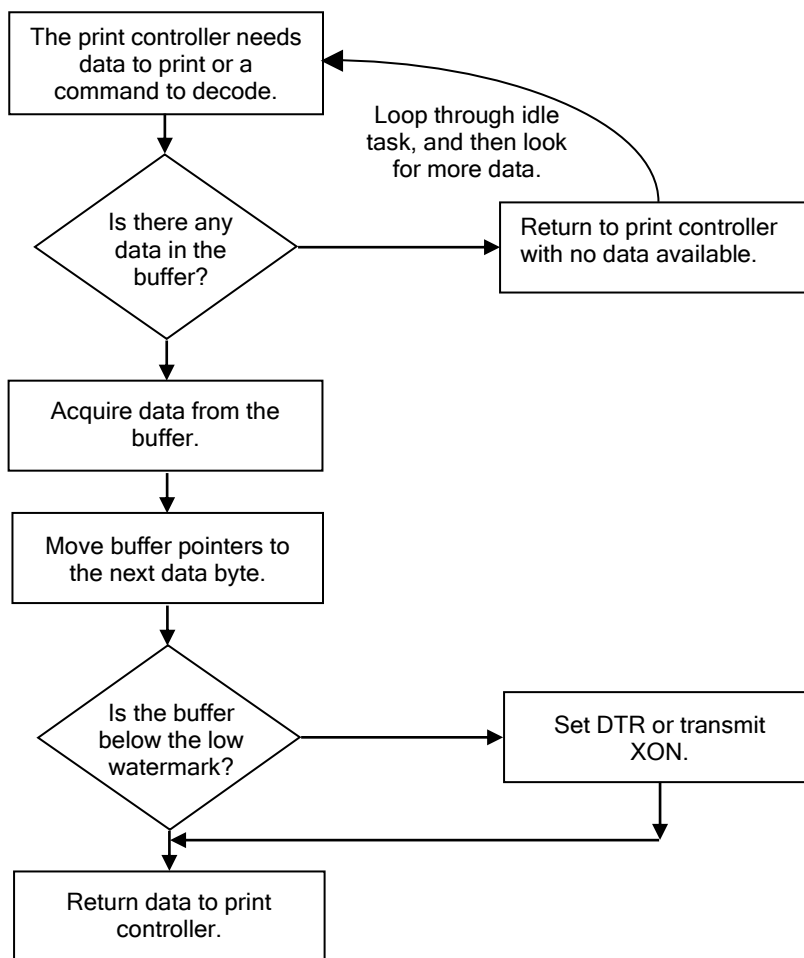 The print controller needs
data to print or a
command to decode.
Loop through idle
task, and then look
for more data.
Is there any
data in the
buffer?
Return to print controller
with no data available.
Acquire data from the
buffer.
Move buffer pointers to
the next data byte.
Is the buffer
below the low
watermark?
Set DTR or transmit
XON.
Return data to print
controller.